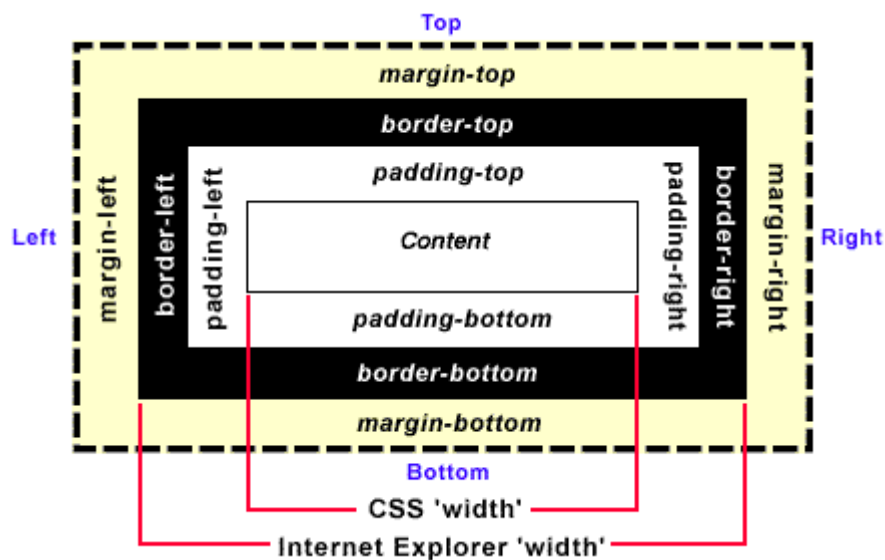 Top
margin-top
border-top
padding-top
Left
margin-left
border-left
padding-left
Content
padding-right
border-right
margin-right
Right
padding-bottom
border-bottom
margin-bottom
Bottom
CSS 'width'
Internet Explorer 'width'